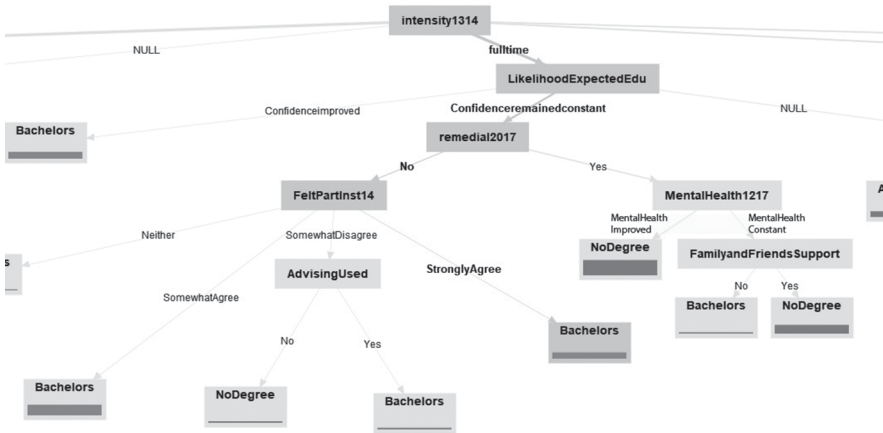 intensity1314
NULL
fulltime
LikelihoodExpectedEdu
Confidenceimproved
Confidenceremainedconstant
NULL
Bachelors
remedial2017
No
Yes
FeltPartInst14
MentalHealth1217
A
MentalHealth
Improved
MentalHealth
Constant
Neither
SomewhatDisagree
NoDegree
FamilyandFriendsSupport
s
AdvisingUsed
StronglyAgree
No
Yes
SomewhatAgree
Bachelors
NoDegree
Bachelors
No
Yes
Bachelors
NoDegree
Bachelors